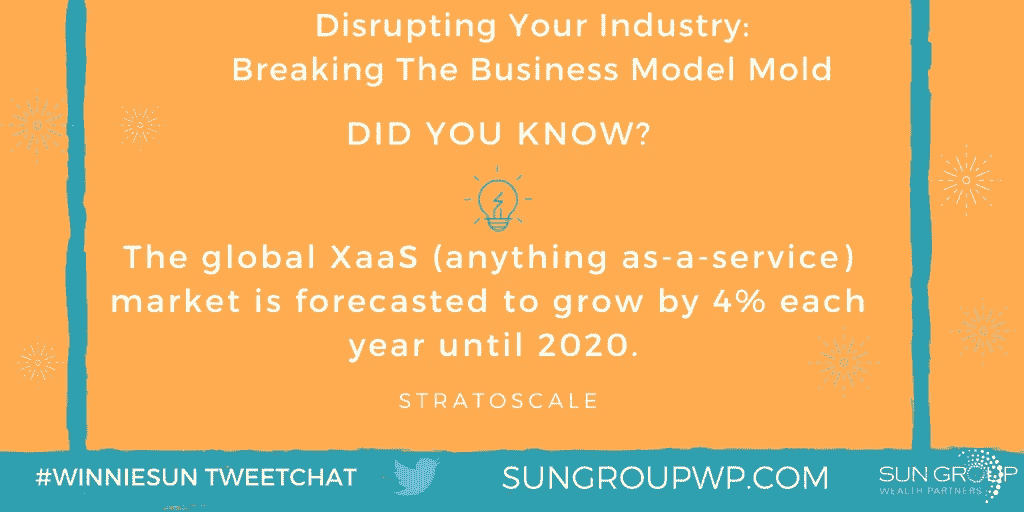 Disrupting Your Industry:
Breaking The Business Model Mold
DID YOU KNOW?
The global XaaS (anything as-a-service)
market is forecasted to grow by 4% each
year until 2020.
STRATOSCALE
#WINNIESUN TWEETCHAT
SUNGROUPWP.COM
SUN GROUP
WEALTH PARTNERS